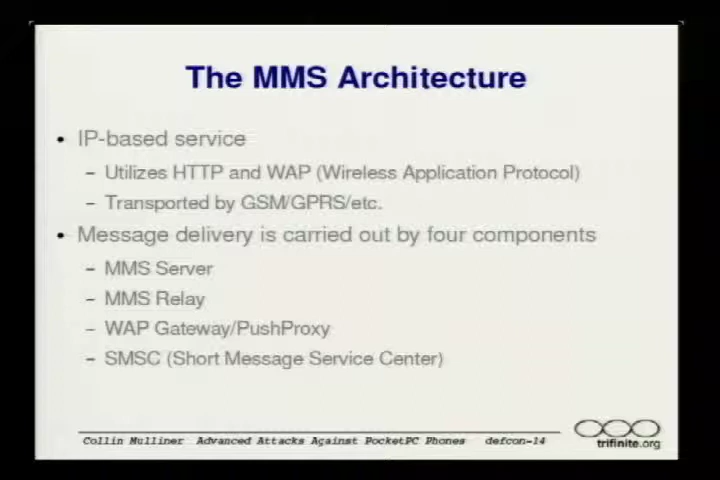 The MMS Architecture
• IP-based service
– Utilizes HTTP and WAP (Wireless Application Protocol)
– Transported by GSM/GPRS/etc.
• Message delivery is carried out by four components
– MMS Server
– MMS Relay
– WAP Gateway/PushProxy
– SMSC (Short Message Service Center)
Collin Mulliner Advanced Attacks Against PocketPC Phones defcon-14
trifinite.org